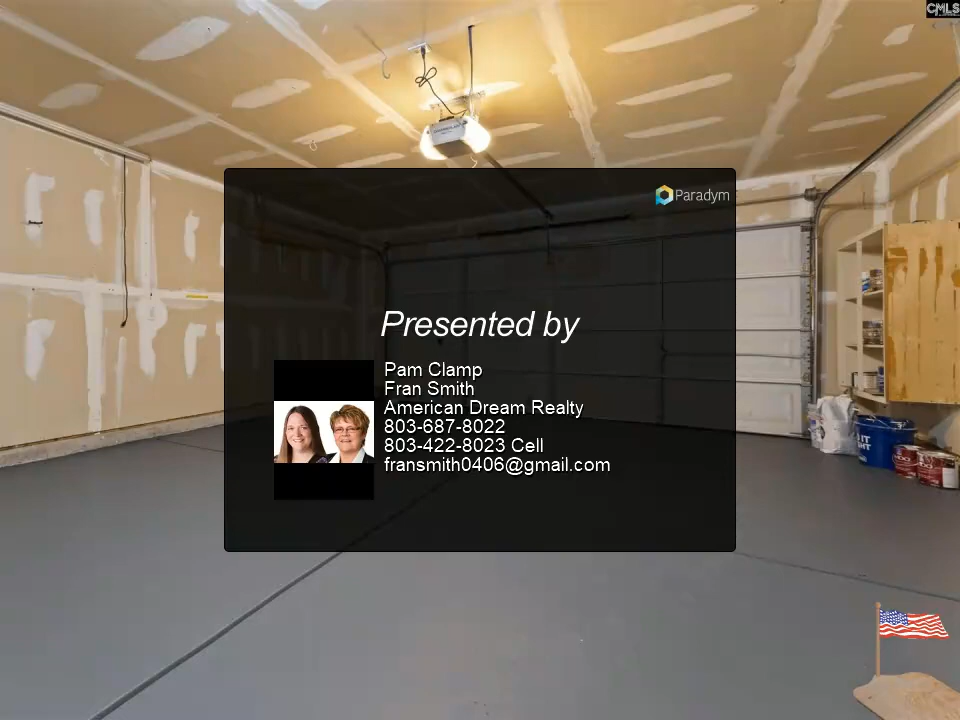 CMLS
Paradym
Presented by
Pam Clamp
Fran Smith
American Dream Realty
803-687-8022
803-422-8023 Cell
fransmith0406@gmail.com